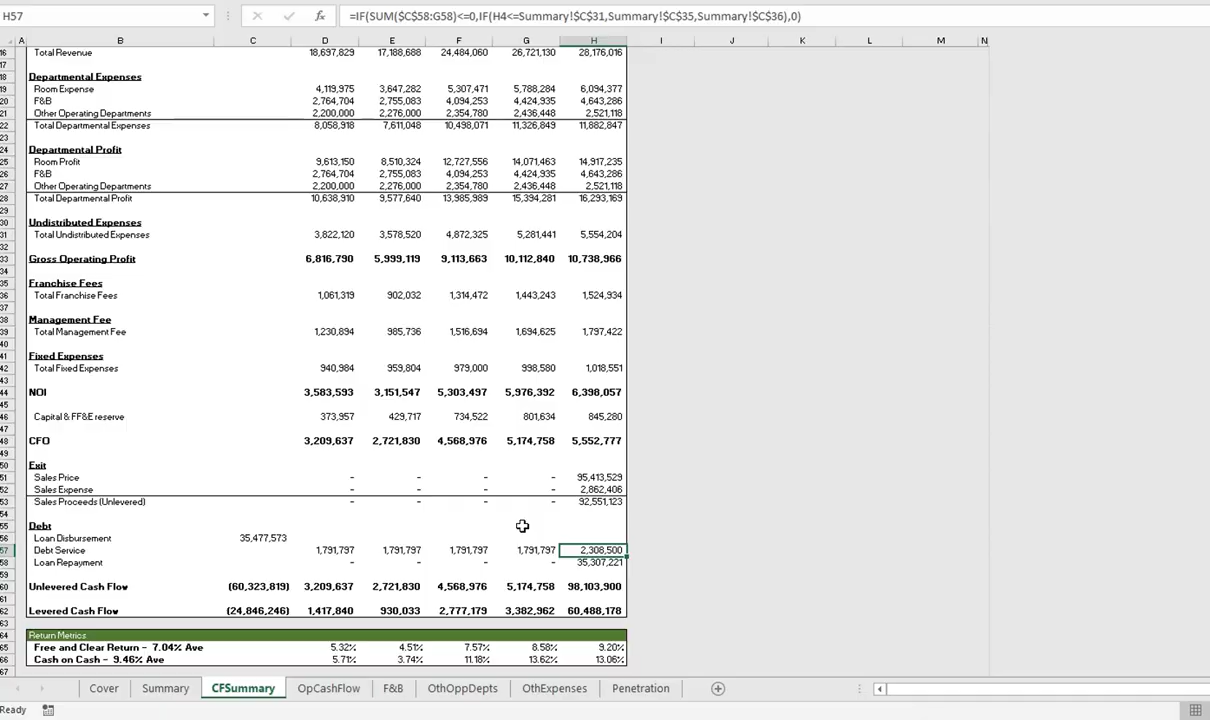 H57 =IF(SUM($C$58:G58)<=0,IF(H4<=Summary!$C$31,Summary!$C$35,Summary!$C$36),0)
A B C D E F G H I J K L M N
16 Total Revenue 18,697,829 17,188,688 24,484,060 26,721,130 28,176,016
17
18 Departmental Expenses
19 Room Expense 4,119,975 3,647,282 5,307,471 5,788,284 6,094,377
20 F&B 2,764,704 2,755,083 4,094,253 4,424,935 4,643,286
21 Other Operating Departments 2,200,000 2,276,000 2,354,780 2,436,448 2,521,118
22 Total Departmental Expenses 8,058,918 7,611,048 10,498,071 11,326,849 11,882,847
23
24 Departmental Profit
25 Room Profit 9,613,150 8,510,324 12,727,556 14,071,463 14,917,235
26 F&B 2,764,704 2,755,083 4,094,253 4,424,935 4,643,286
27 Other Operating Departments 2,200,000 2,276,000 2,354,780 2,436,448 2,521,118
28 Total Departmental Profit 10,638,910 9,577,640 13,985,989 15,394,281 16,293,169
29
30 Undistributed Expenses
31 Total Undistributed Expenses 3,822,120 3,578,520 4,872,325 5,281,441 5,554,204
32
33 Gross Operating Profit 6,816,790 5,999,119 9,113,663 10,112,840 10,738,966
34
35 Franchise Fees
36 Total Franchise Fees 1,061,319 902,032 1,314,472 1,443,243 1,524,934
37
38 Management Fee
39 Total Management Fee 1,230,894 985,736 1,516,694 1,694,625 1,797,422
40
41 Fixed Expenses
42 Total Fixed Expenses 940,984 959,804 979,000 998,580 1,018,551
43
44 NOI 3,583,593 3,151,547 5,303,497 5,976,392 6,398,057
45
46 Capital & FF&E reserve 373,957 429,717 734,522 801,634 845,280
47
48 CFO 3,209,637 2,721,830 4,568,976 5,174,758 5,552,777
49
50 Exit
51 Sales Price - - - - 95,413,529
52 Sales Expense - - - - 2,862,406
53 Sales Proceeds (Unlevered) - - - - 92,551,123
54
55 Debt
56 Loan Disbursement 35,477,573
57 Debt Service 1,791,797 1,791,797 1,791,797 1,791,797 2,308,500
58 Loan Repayment - - - - 35,307,221
59
60 Unlevered Cash Flow (60,323,819) 3,209,637 2,721,830 4,568,976 5,174,758 98,103,900
61
62 Levered Cash Flow (24,846,246) 1,417,840 930,033 2,777,179 3,382,962 60,488,178
63
64 Return Metrics
65 Free and Clear Return - 7.04% Ave 5.32% 4.51% 7.57% 8.58% 9.20%
66 Cash on Cash - 9.46% Ave 5.71% 3.74% 11.18% 13.62% 13.06%
67
Cover Summary CFSummary OpCashFlow F&B OthOppDepts OthExpenses Penetration
Ready